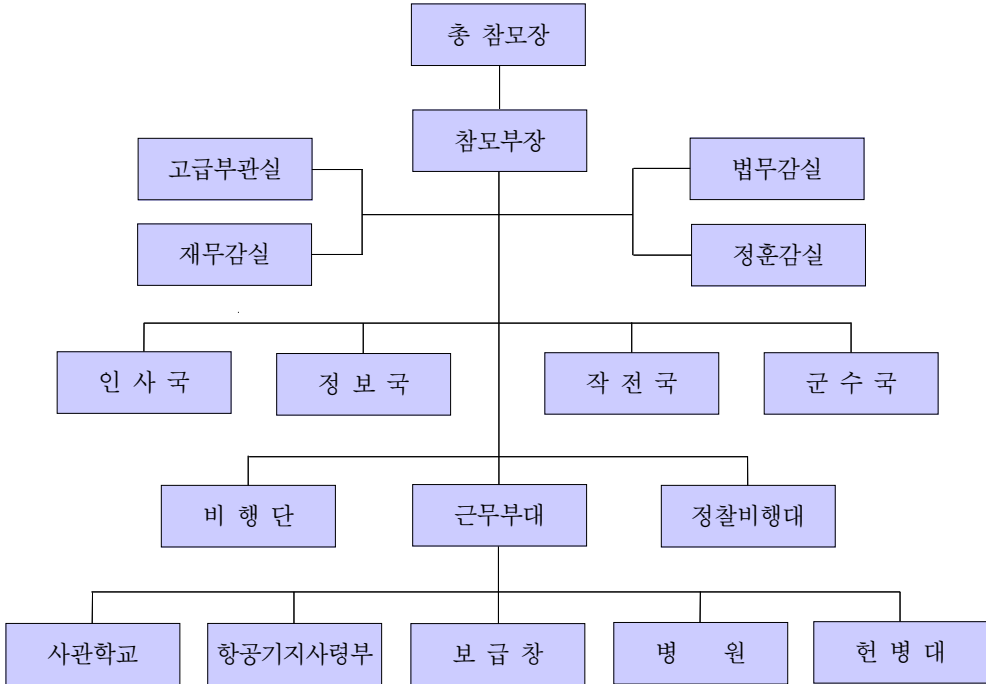 총 참모장
참모부장
고급부관실
법무감실
재무감실
정훈감실
인 사 국
정 보 국
작 전 국
군 수 국
비 행 단
근무부대
정찰비행대
사관학교
항공기지사령부
보 급 창
병 원
헌 병 대